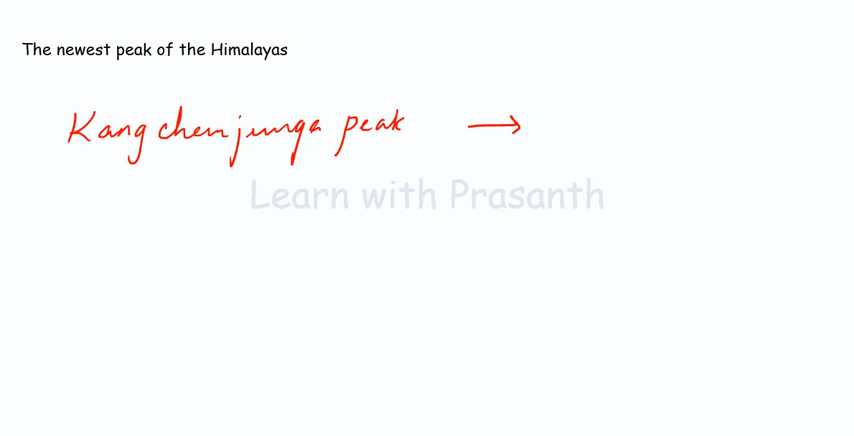 The newest peak of the Himalayas
Kangchenjunga peak →
Learn with Prasanth